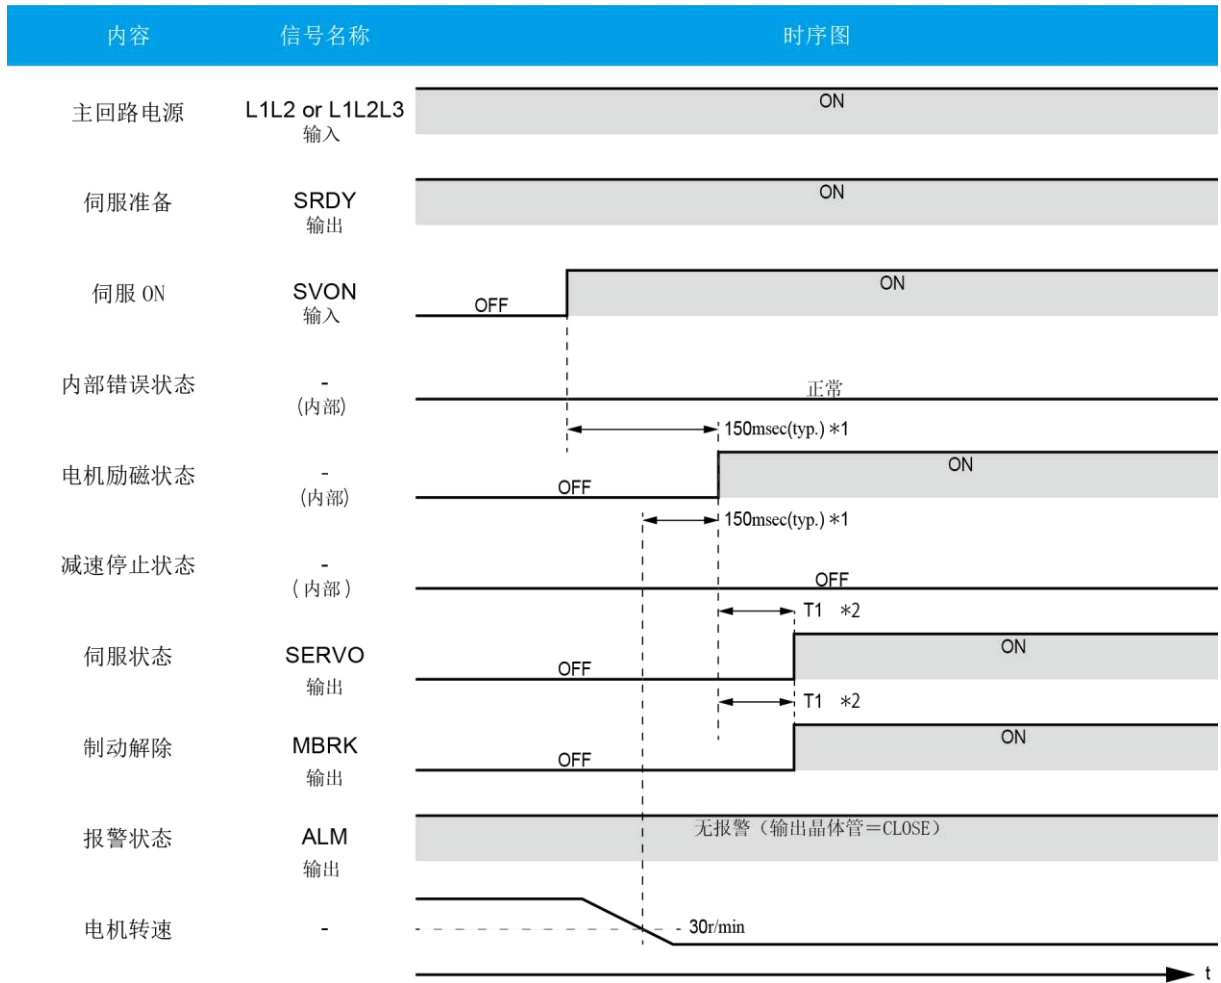 内容 信号名称 时序图
主回路电源 L1L2 or L1L2L3 ON
输入
伺服准备 SRDY ON
输出
伺服 ON SVON OFF ON
输入
内部错误状态 - 正常
(内部)
150msec(typ.) *1
电机励磁状态 - OFF ON
(内部)
150msec(typ.) *1
减速停止状态 - OFF
(内部)
T1 *2
伺服状态 SERVO OFF ON
输出
T1 *2
制动解除 MBRK OFF ON
输出
报警状态 ALM 无报警（输出晶体管＝CLOSE）
输出
电机转速 - 30r/min
t